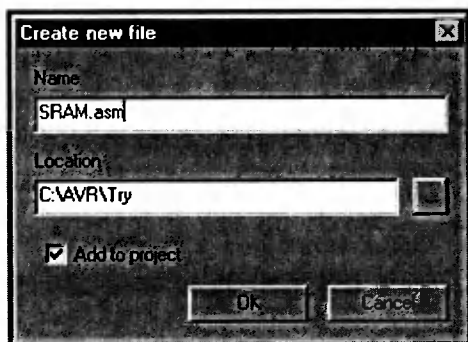 Create new file
Name
SRAM.asm
Location
C:\AVR\Try
Add to project
OK
Cancel